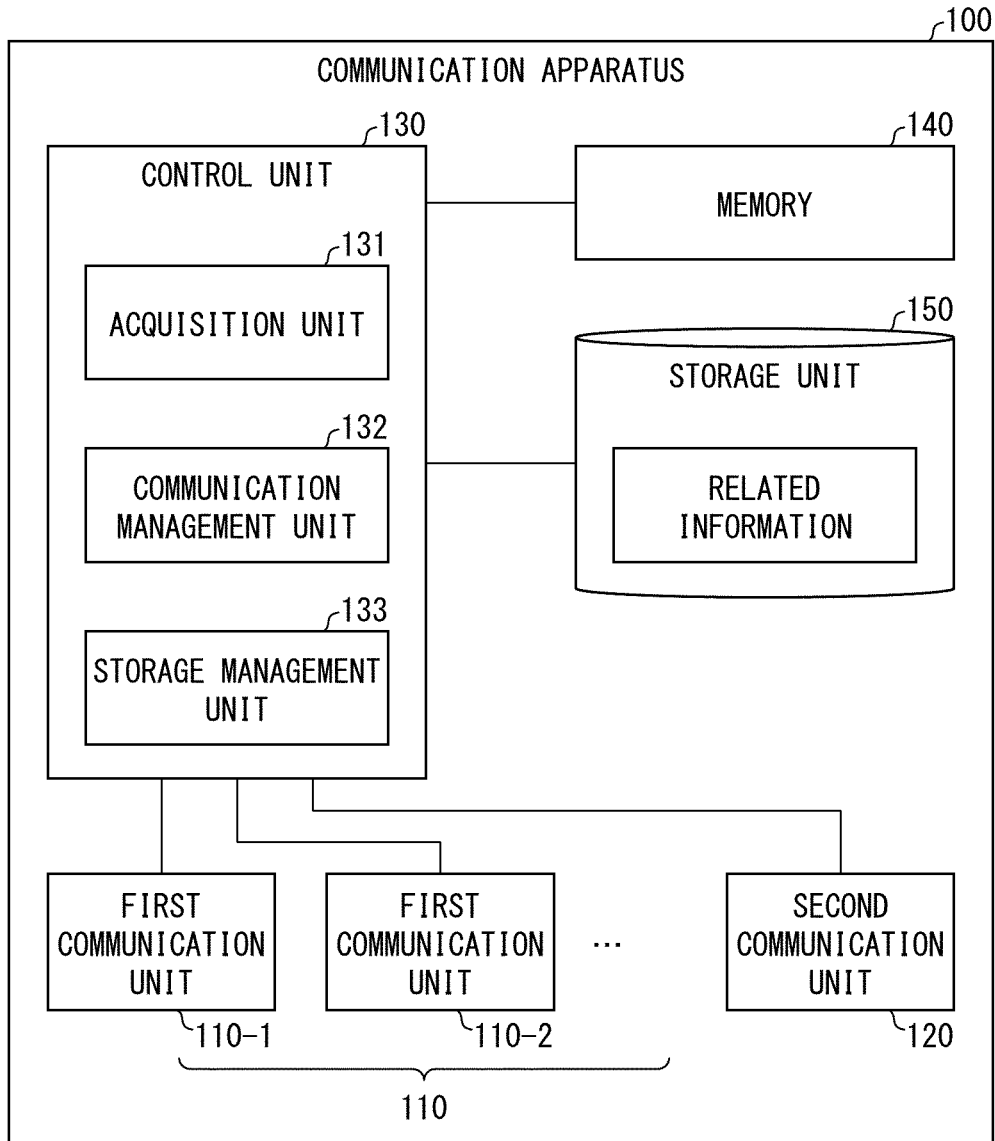 100
COMMUNICATION APPARATUS
130
CONTROL UNIT
131
ACQUISITION UNIT
132
COMMUNICATION
MANAGEMENT UNIT
133
STORAGE MANAGEMENT
UNIT
140
MEMORY
150
STORAGE UNIT
RELATED
INFORMATION
FIRST
COMMUNICATION
UNIT
110-1
FIRST
COMMUNICATION
UNIT
110-2
...
SECOND
COMMUNICATION
UNIT
120
110